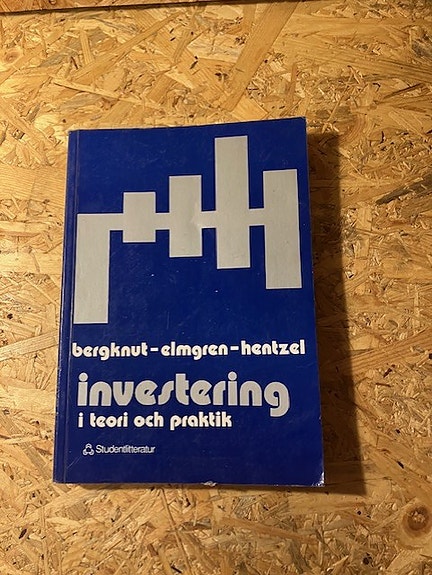 bergknut-elmgren-hentzel
investering
i teori och praktik
Studentlitteratur